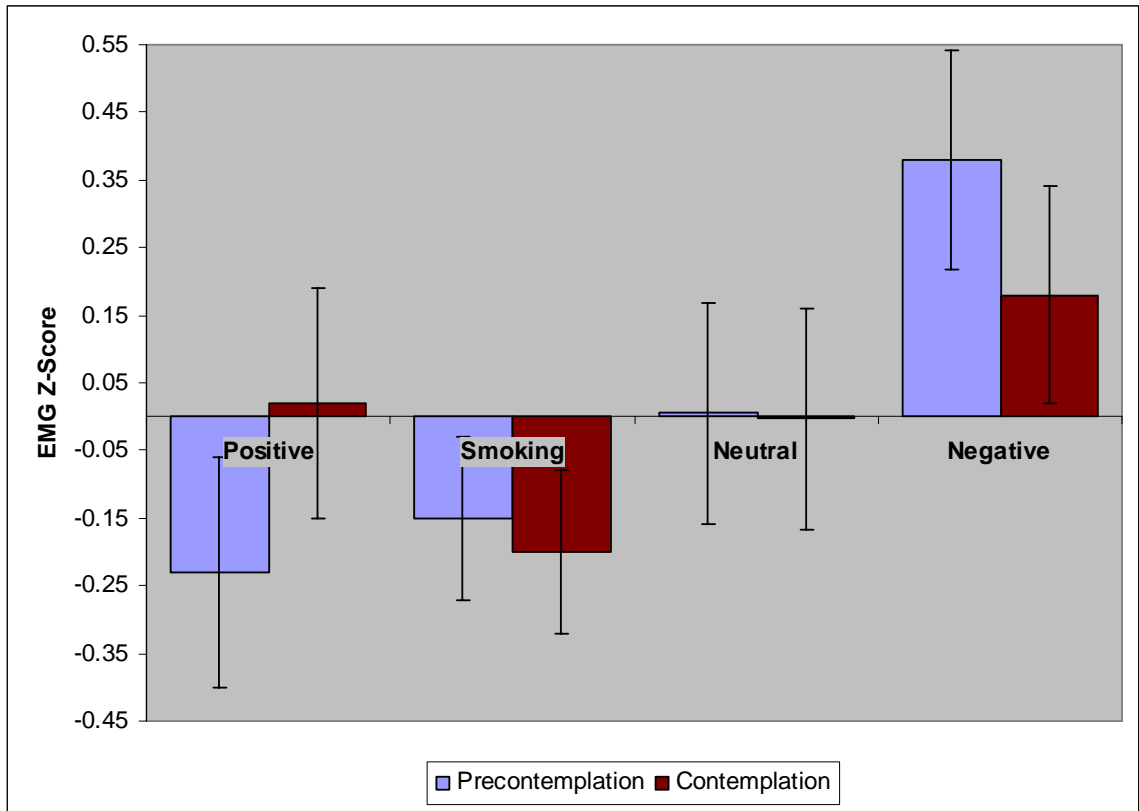 0.55
0.45
0.35
0.25
0.15
0.05
-0.05
-0.15
-0.25
-0.35
-0.45
EMG Z-Score
Positive
Smoking
Neutral
Negative
Precontemplation
Contemplation